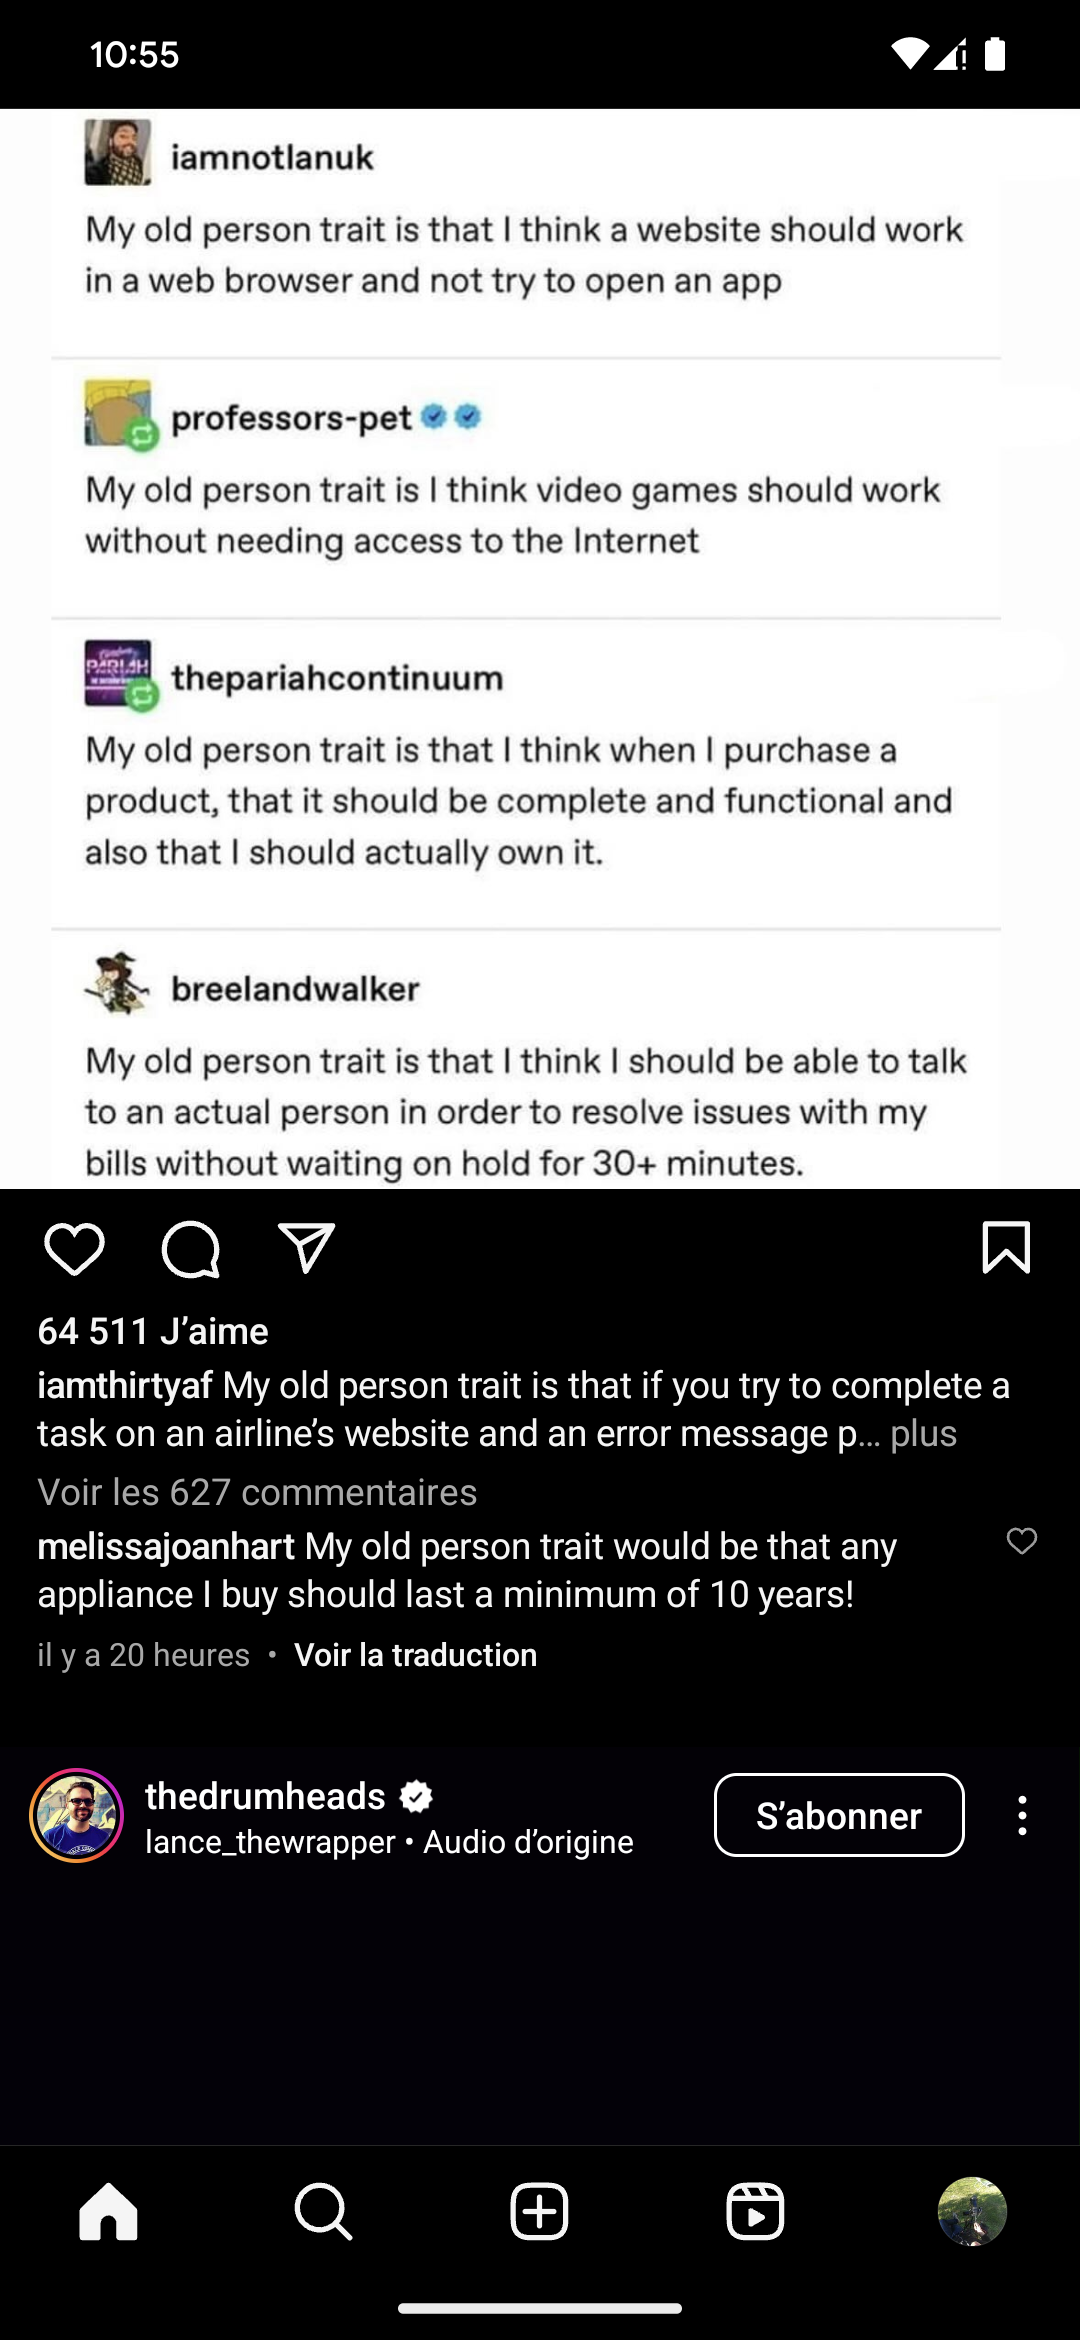 10:55
iamnotlanuk
My old person trait is that I think a website should work
in a web browser and not try to open an app
professors-pet
My old person trait is I think video games should work
without needing access to the Internet
PARIAH
thepariahcontinuum
My old person trait is that I think when I purchase a
product, that it should be complete and functional and
also that I should actually own it.
breelandwalker
My old person trait is that I think I should be able to talk
to an actual person in order to resolve issues with my
bills without waiting on hold for 30+ minutes.
64 511 J’aime
iamthirtyaf My old person trait is that if you try to complete a
task on an airline’s website and an error message p... plus
Voir les 627 commentaires
melissajoanhart My old person trait would be that any
appliance I buy should last a minimum of 10 years!
il y a 20 heures • Voir la traduction
thedrumheads
S’abonner
lance_thewrapper • Audio d’origine